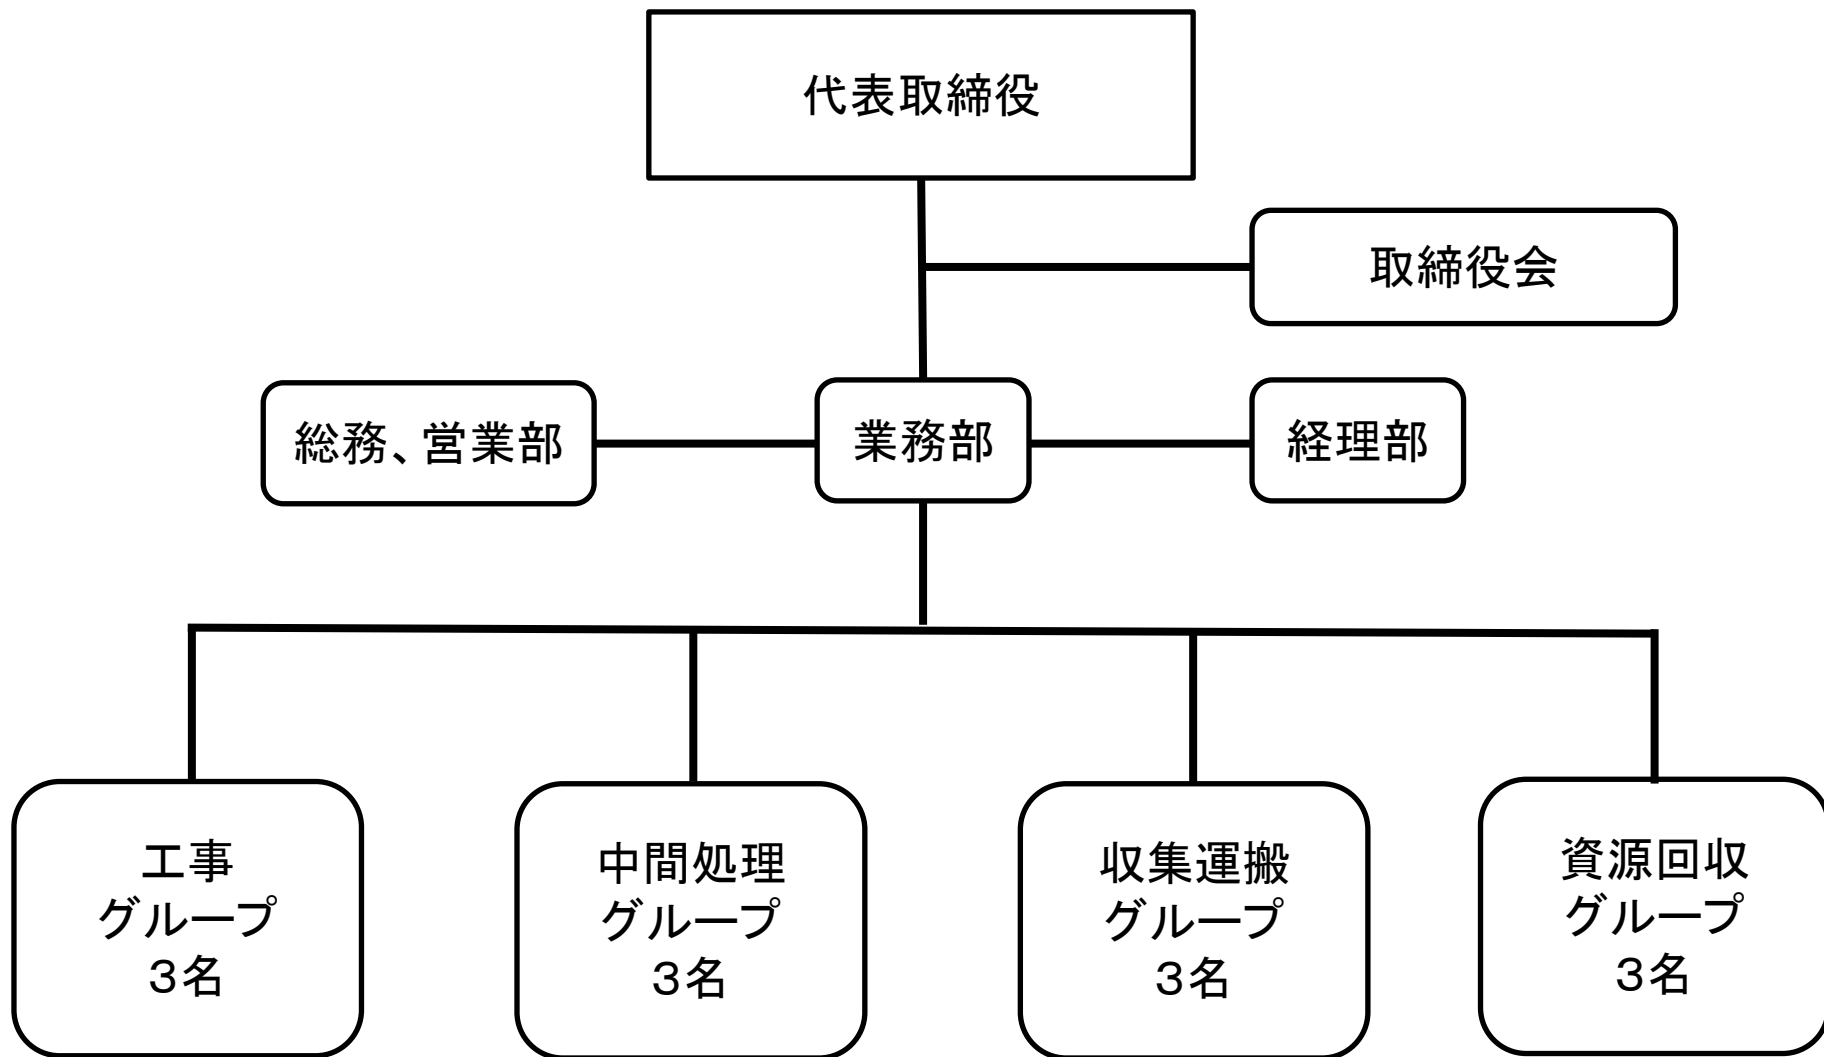 代表取締役
取締役会
総務、営業部
業務部
経理部
工事
グループ
３名
中間処理
グループ
３名
収集運搬
グループ
３名
資源回収
グループ
３名